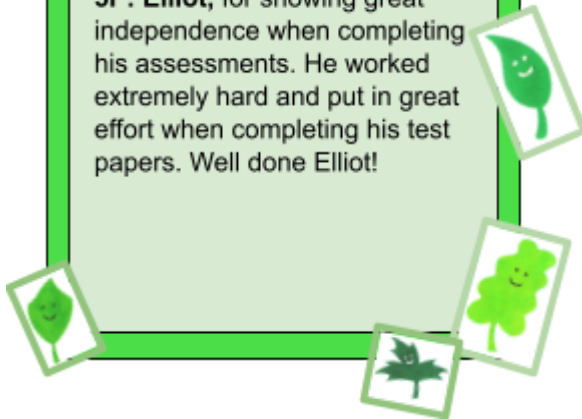 Elliot, for showing great
independence when completing
his assessments. He worked
extremely hard and put in great
effort when completing his test
papers. Well done Elliot!